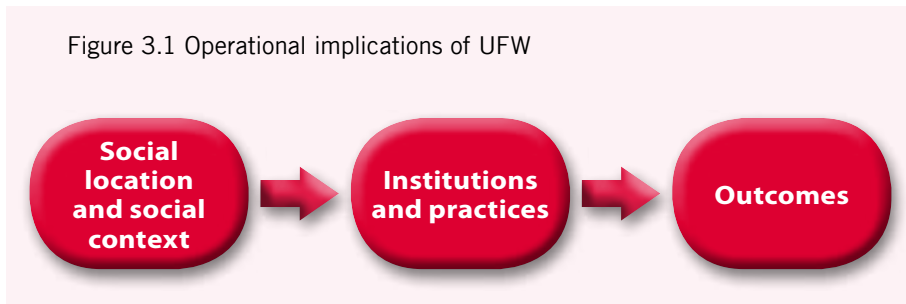 Figure 3.1 Operational implications of UFW
Social
location
and social
context
Institutions
and practices
Outcomes